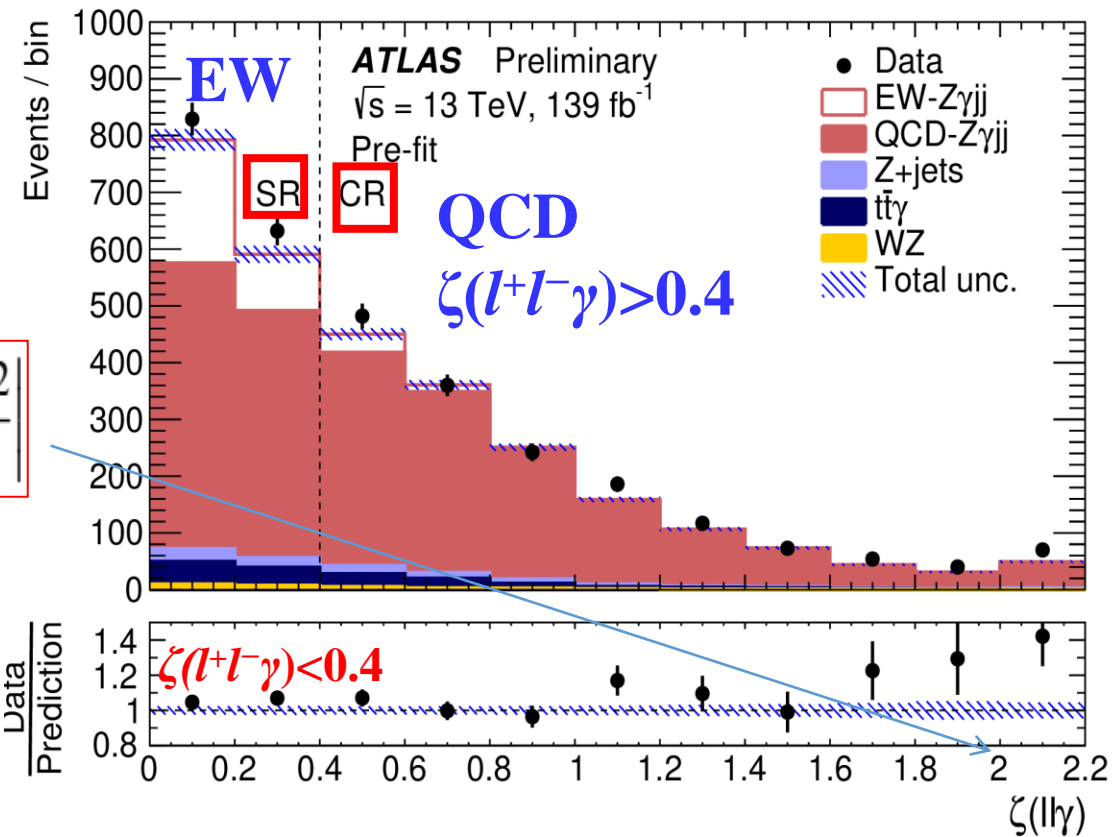 Events / bin
1000
900
800
700
600
500
400
300
200
100
0
EW
ATLAS Preliminary
√s = 13 TeV, 139 fb⁻¹
Pre-fit
SR
CR
QCD
ζ(l⁺l⁻γ)>0.4
Data
EW-Zγjj
QCD-Zγjj
Z+jets
tt̄γ
WZ
Total unc.
2
Data
Prediction
1.4
1.2
1
0.8
ζ(l⁺l⁻γ)<0.4
0 0.2 0.4 0.6 0.8 1 1.2 1.4 1.6 1.8 2 2.2
ζ(llγ)